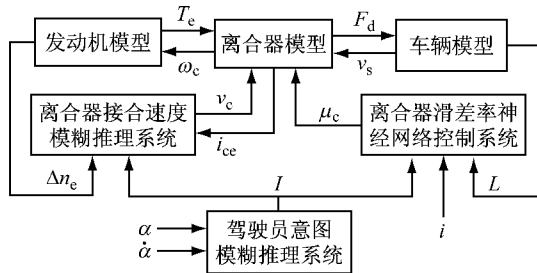 T_e
F_d
发动机模型
离合器模型
车辆模型
ω_c
v_s
v_c
μ_c
离合器接合速度
模糊推理系统
离合器滑差率神
经网络控制系统
i_ce
Δn_e
I
L
i
α
α̇
驾驶员意图
模糊推理系统